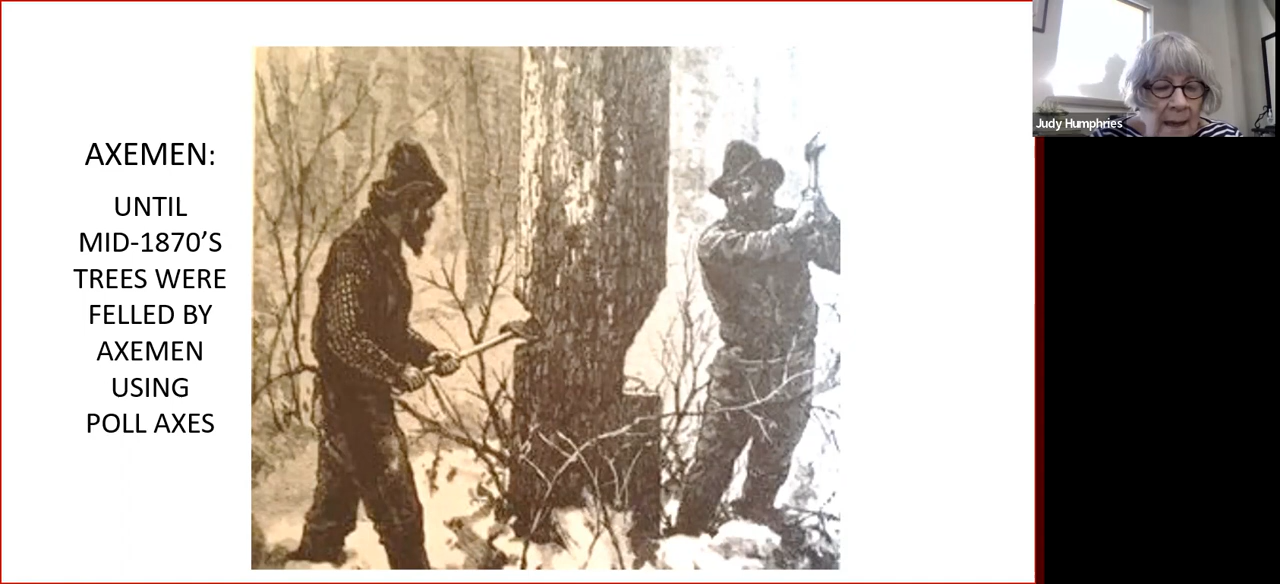 AXEMEN:
UNTIL
MID-1870’S
TREES WERE
FELLED BY
AXEMEN
USING
POLL AXES
Judy Humphries